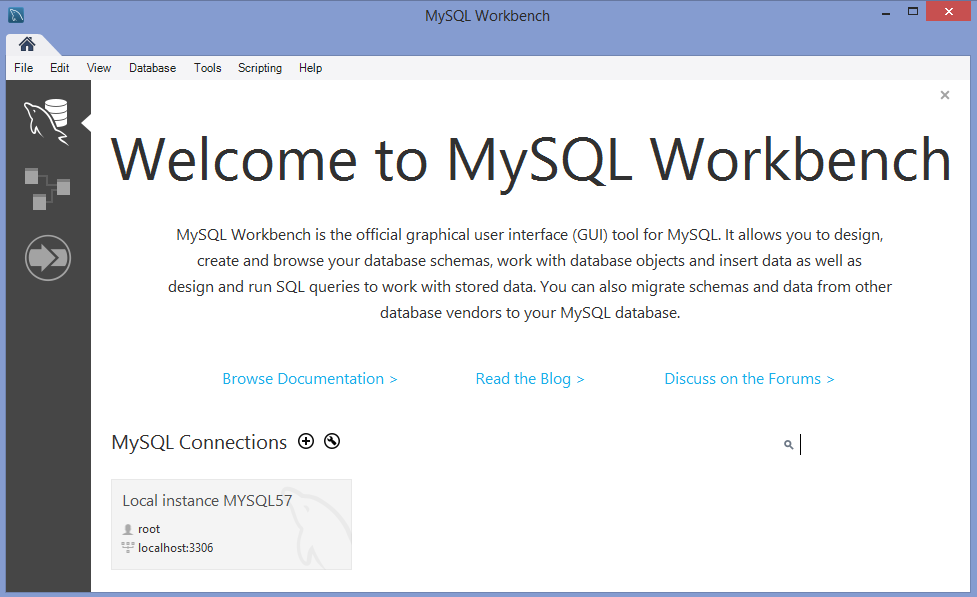 MySQL Workbench
File Edit View Database Tools Scripting Help
Welcome to MySQL Workbench
MySQL Workbench is the official graphical user interface (GUI) tool for MySQL. It allows you to design,
create and browse your database schemas, work with database objects and insert data as well as
design and run SQL queries to work with stored data. You can also migrate schemas and data from other
database vendors to your MySQL database.
Browse Documentation > Read the Blog > Discuss on the Forums >
MySQL Connections
Local instance MYSQL57
root
localhost:3306